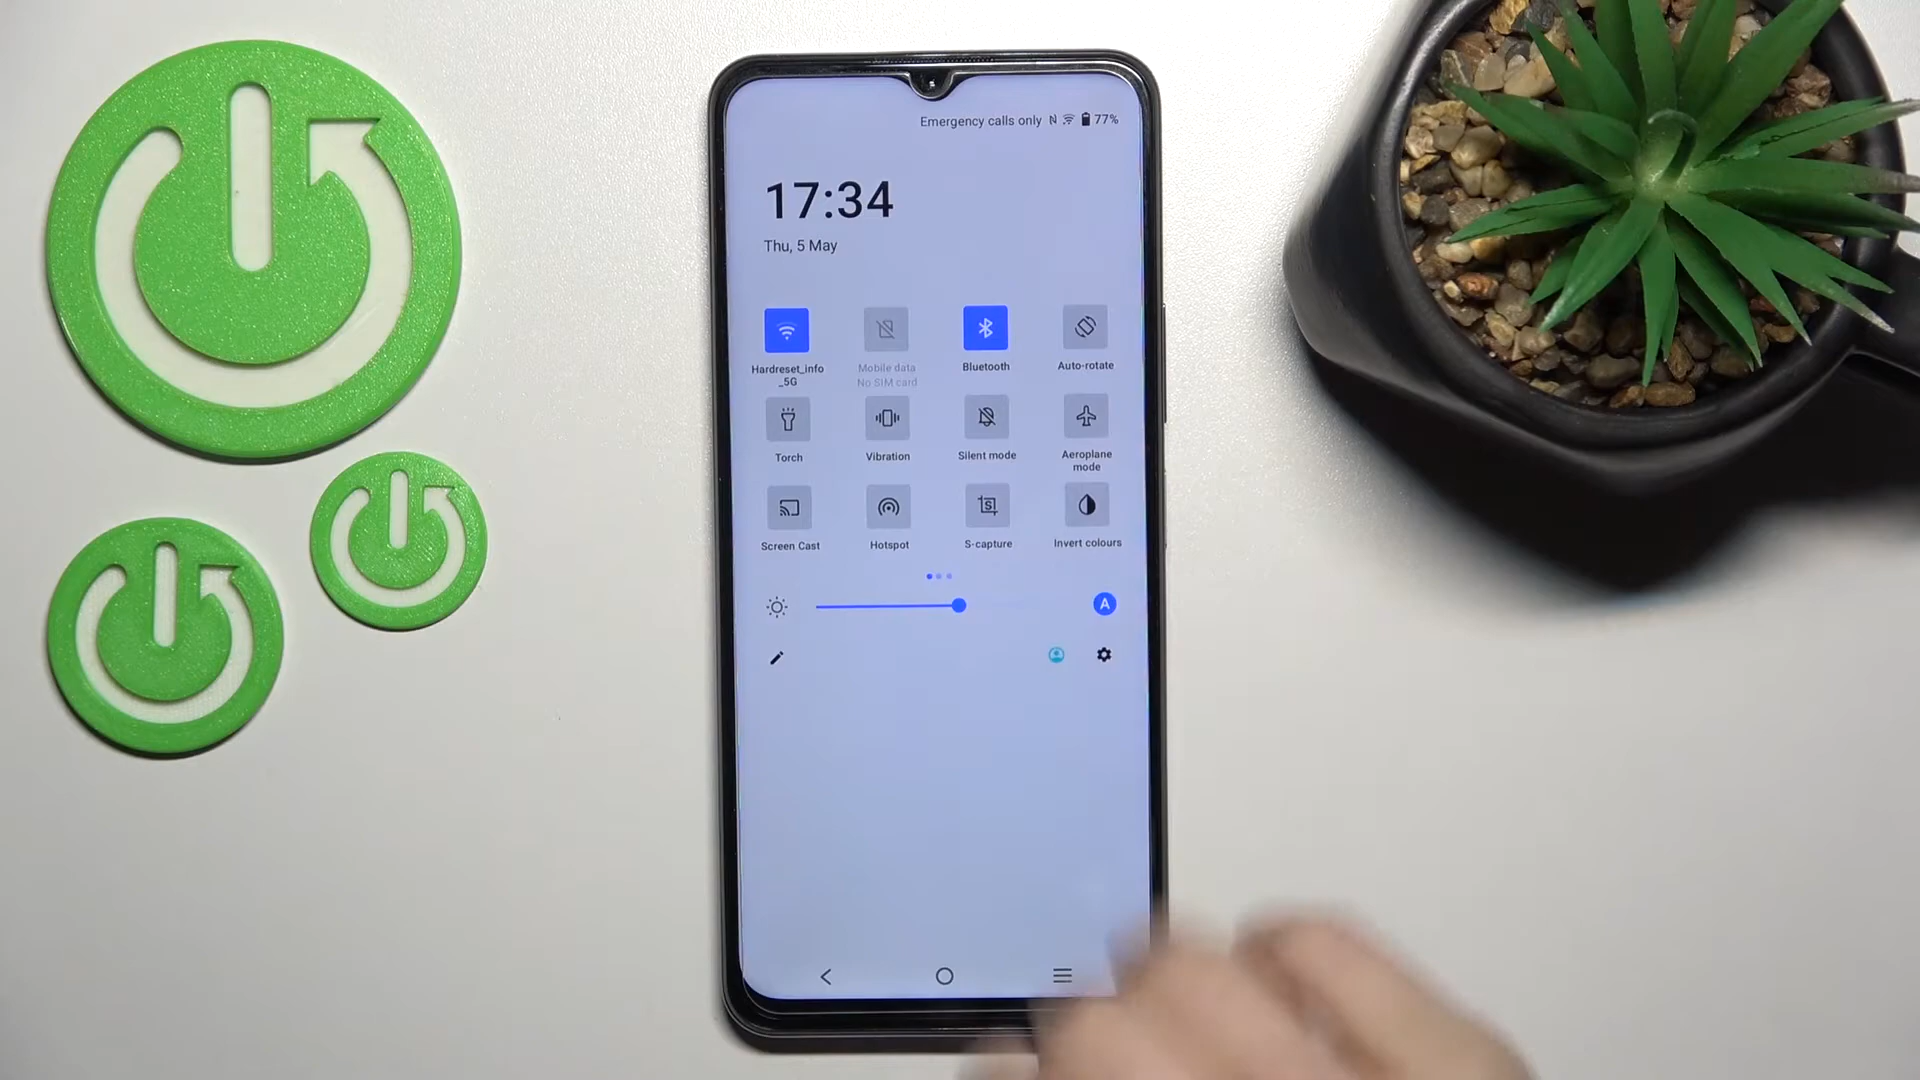 Emergency calls only 77%
17:34
Thu, 5 May
Hardreset_info
_5G
Mobile data
No SIM card
Bluetooth
Auto-rotate
Torch
Vibration
Silent mode
Aeroplane
mode
S
Screen Cast
Hotspot
S-capture
Invert colours
A